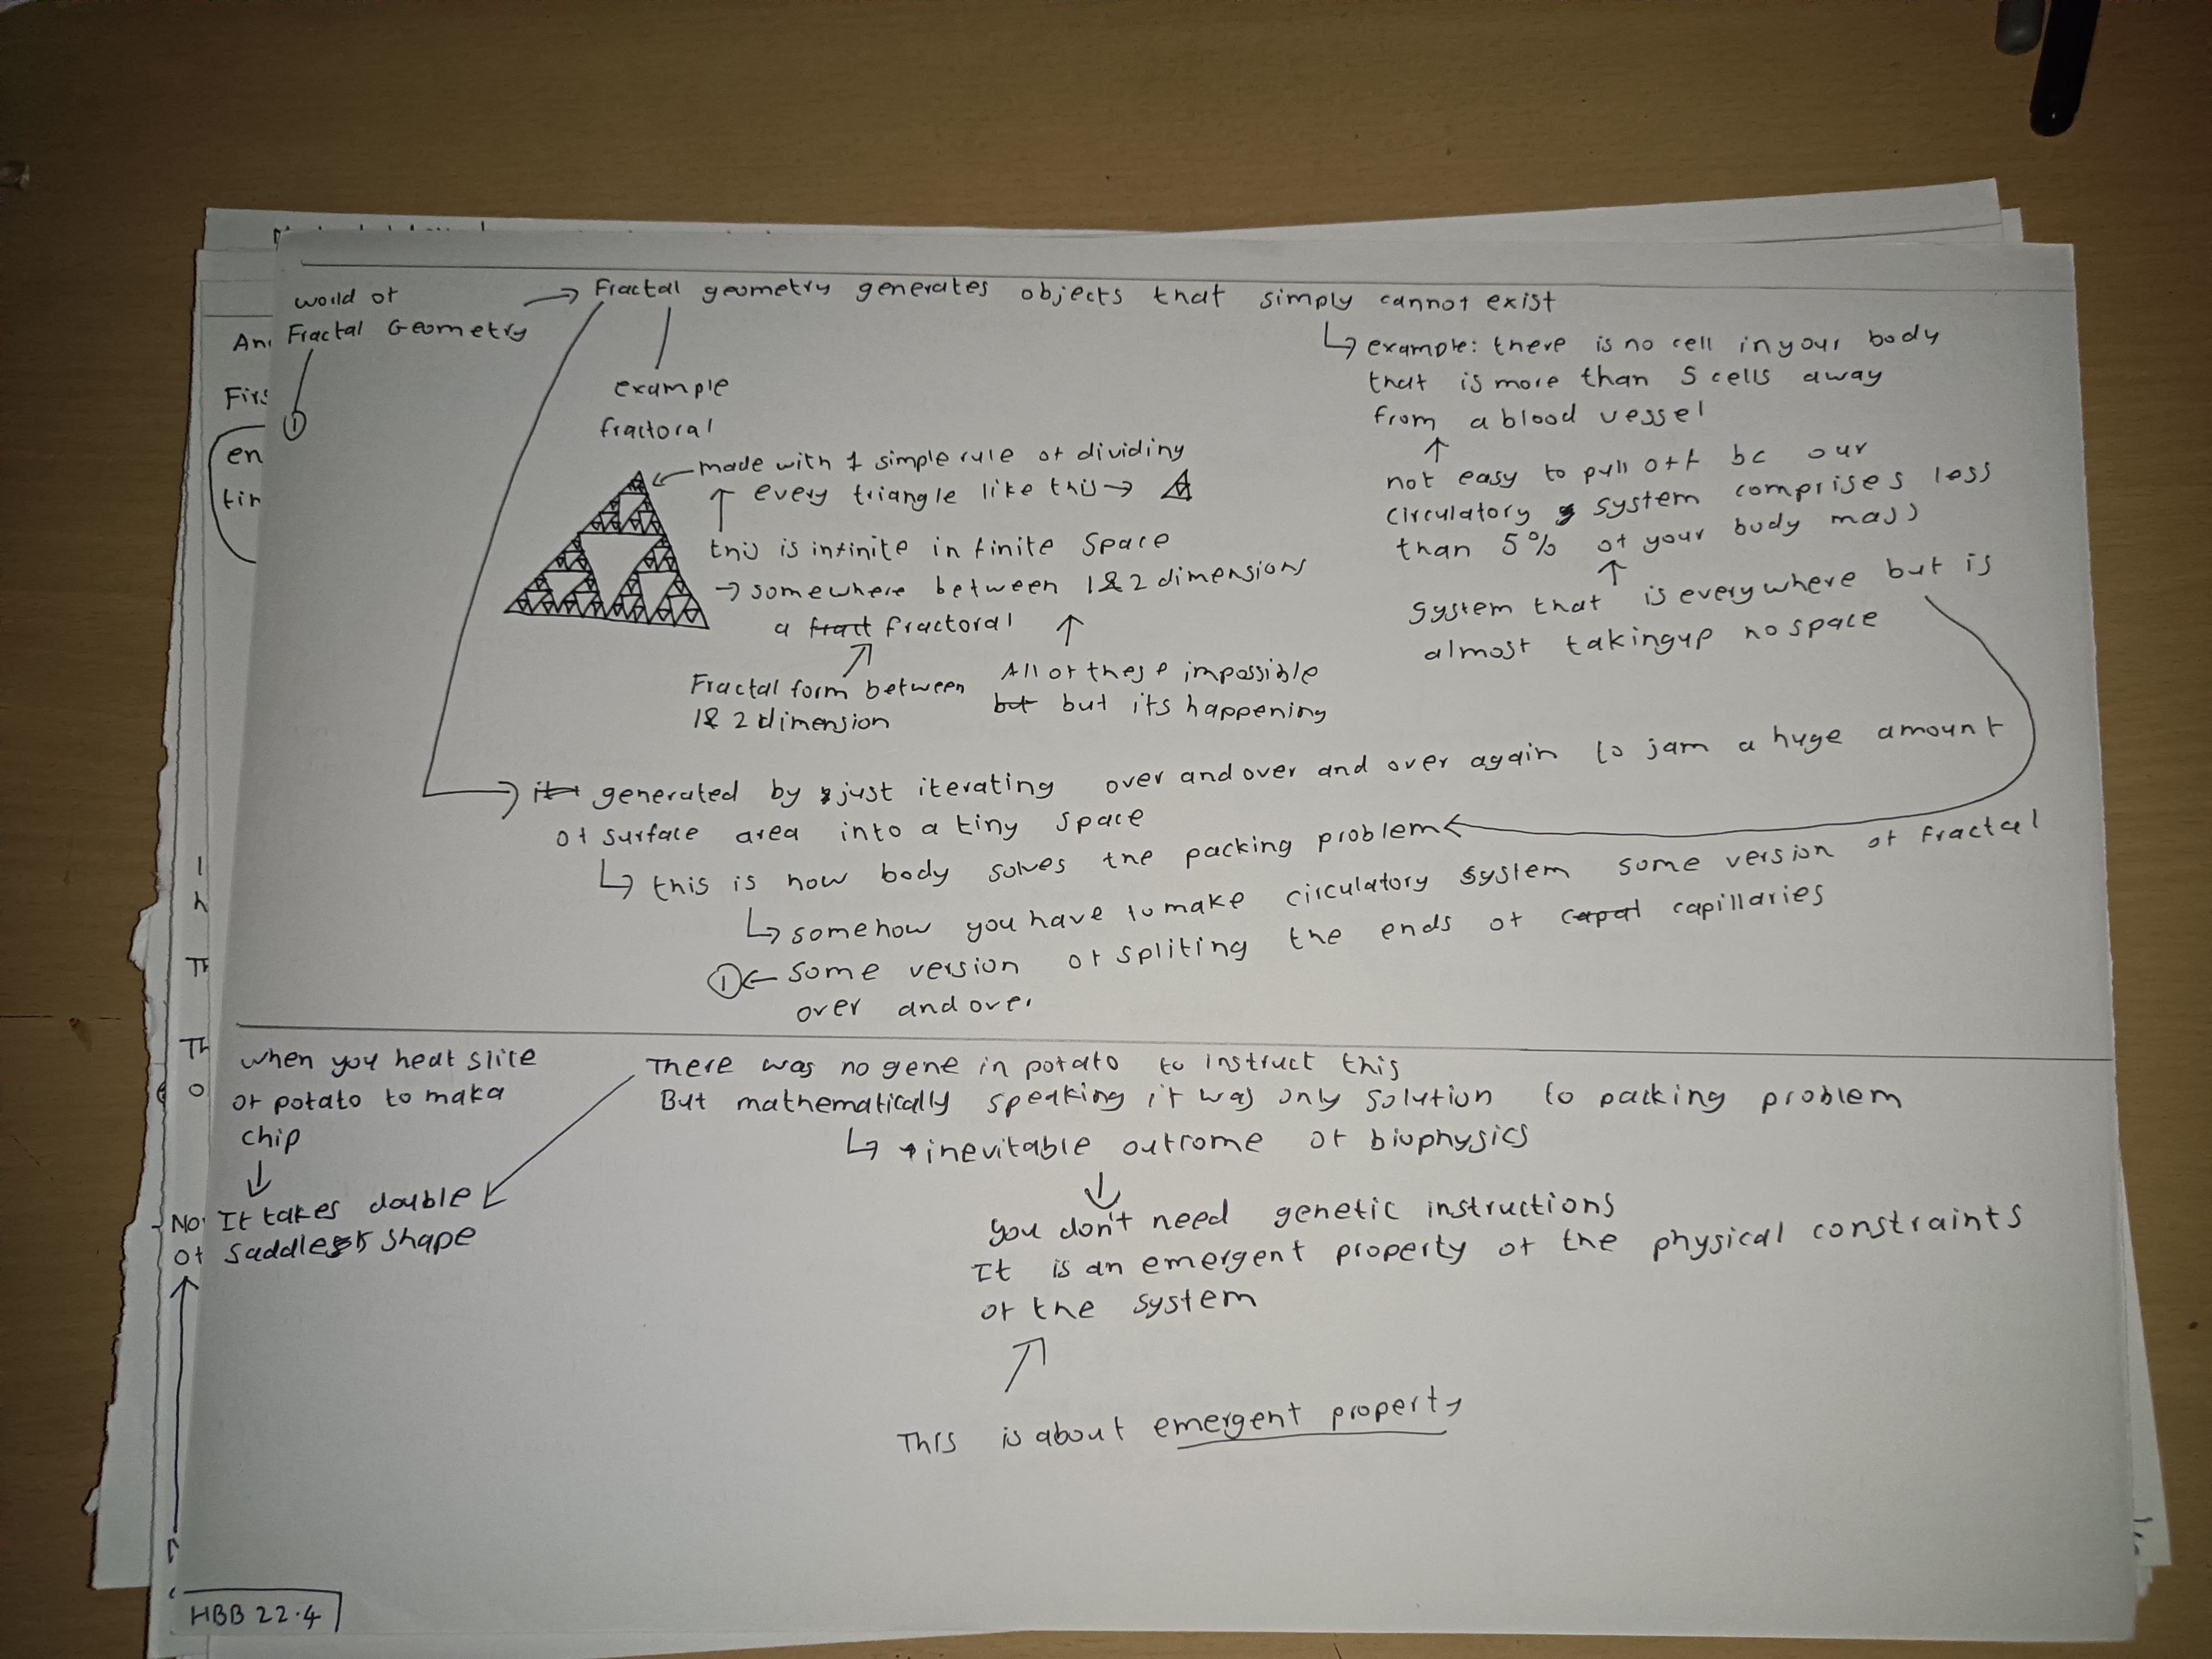 world of
Fractal Geometry
①
→ Fractal geometry generates objects that simply cannot exist
↳ example: there is no cell in your body
that is more than 5 cells away
from a blood vessel
↑
not easy to pull off bc our
circulatory system comprises less
than 5% of your body mass
↑
system that is everywhere but is
almost taking up no space
example
fractoral
made with 1 simple rule of dividing
↑ every triangle like this →
this is infinite in finite space
→ somewhere between 1&2 dimensions
a fract fractoral
Fractal form between
1&2 dimension
All of these impossible
but but its happening
→ it generated by just iterating over and over and over again to jam a huge amount
of surface area into a tiny space
↳ this is how body solves the packing problem
↳ somehow you have to make circulatory system some version of fractal
①← some version of spliting the ends of capal capillaries
over and over
when you heat slice
of potato to maka
chip
↓
It takes double
saddles shape
There was no gene in potato to instruct this
But mathematically speaking it was only solution to packing problem
↳ inevitable outcome of biophysics
↓
you don't need genetic instructions
It is an emergent property of the physical constraints
of the system
↑
This is about emergent property
An
Firs
en
tin
l
h
Th
Th
o
No
of
HBB 22.4